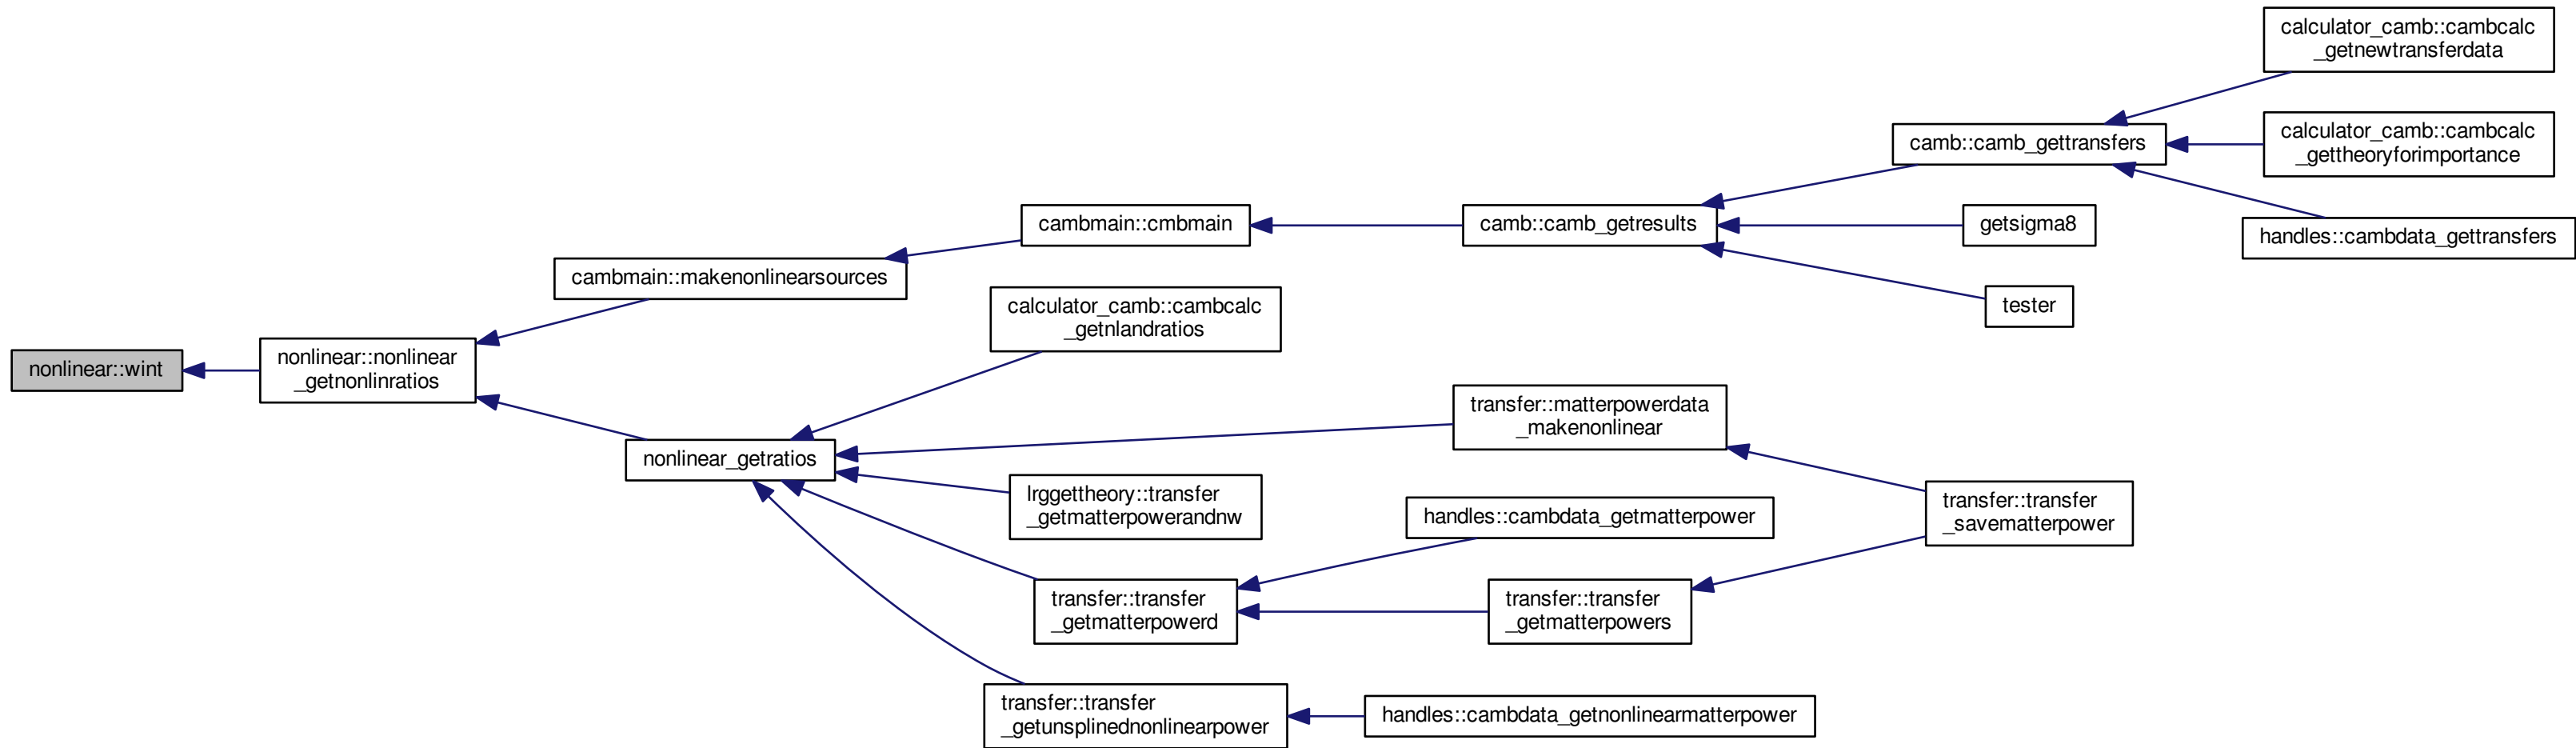 calculator_camb::cambcalc
_getnewtransferdata
calculator_camb::cambcalc
_gettheoryforimportance
camb::camb_gettransfers
handles::cambdata_gettransfers
cambmain::cmbmain
camb::camb_getresults
getsigma8
tester
cambmain::makenonlinearsources
calculator_camb::cambcalc
_getnlandratios
nonlinear::wint
nonlinear::nonlinear
_getnonlinratios
nonlinear_getratios
transfer::matterpowerdata
_makenonlinear
lrggettheory::transfer
_getmatterpowerandnw
handles::cambdata_getmatterpower
transfer::transfer
_savematterpower
transfer::transfer
_getmatterpowerd
transfer::transfer
_getmatterpowers
transfer::transfer
_getunsplinednonlinearpower
handles::cambdata_getnonlinearmatterpower